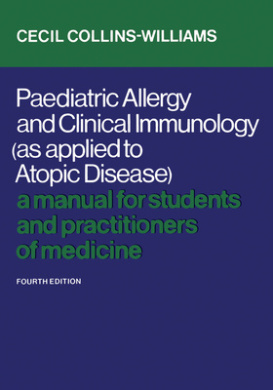 CECIL COLLINS-WILLIAMS
Paediatric Allergy
and Clinical Immunology
(as applied to
Atopic Disease)
a manual for students
and practitioners
of medicine
FOURTH EDITION